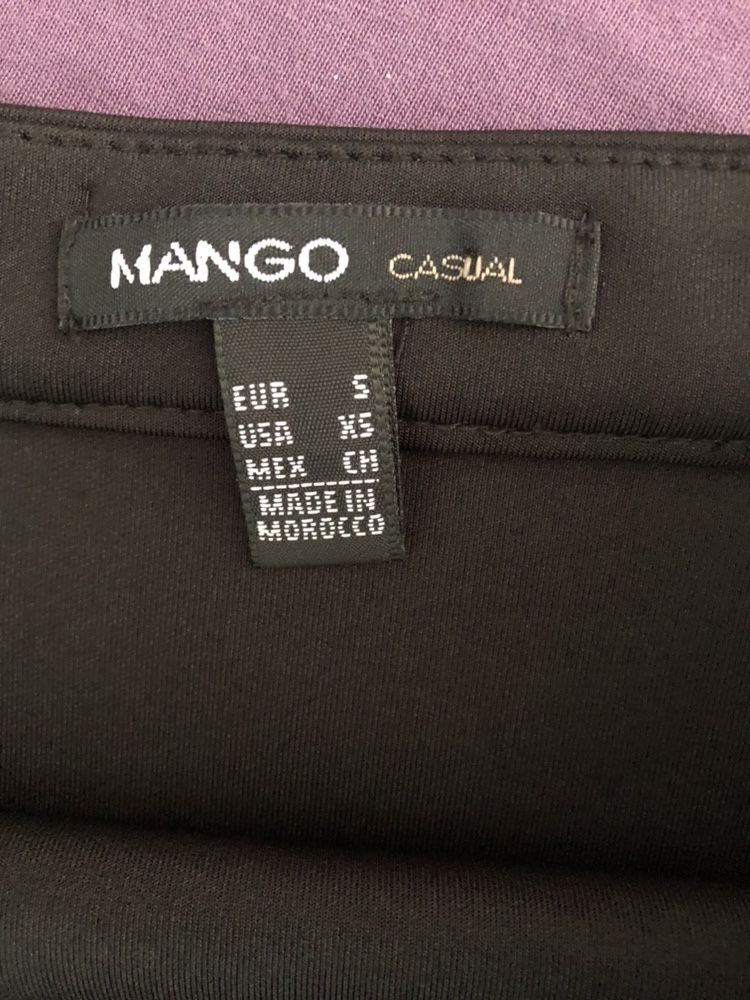 MANGO CASUAL
EUR S
USA XS
MEX CH
MADE IN
MOROCCO